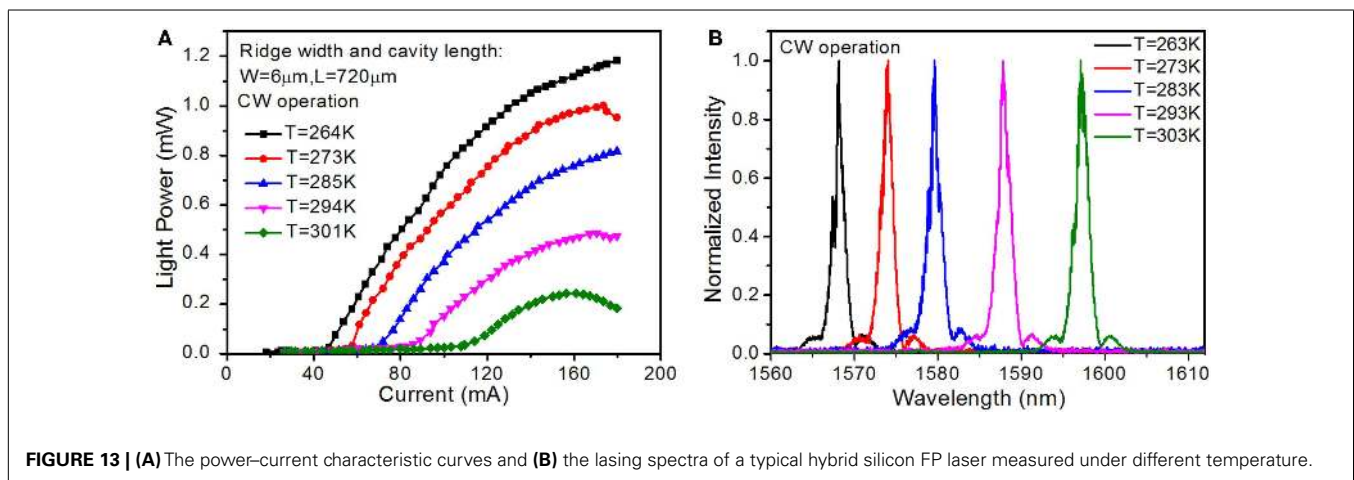 A
Ridge width and cavity length:
W=6μm,L=720μm
CW operation
T=264K
T=273K
T=285K
T=294K
T=301K
Light Power (mW)
1.2
1.0
0.8
0.6
0.4
0.2
0.0
0 40 80 120 160 200
Current (mA)
B
CW operation
T=263K
T=273K
T=283K
T=293K
T=303K
Normalized Intensity
1.0
0.8
0.6
0.4
0.2
0.0
1560 1570 1580 1590 1600 1610
Wavelength (nm)
FIGURE 13 | (A) The power–current characteristic curves and (B) the lasing spectra of a typical hybrid silicon FP laser measured under different temperature.